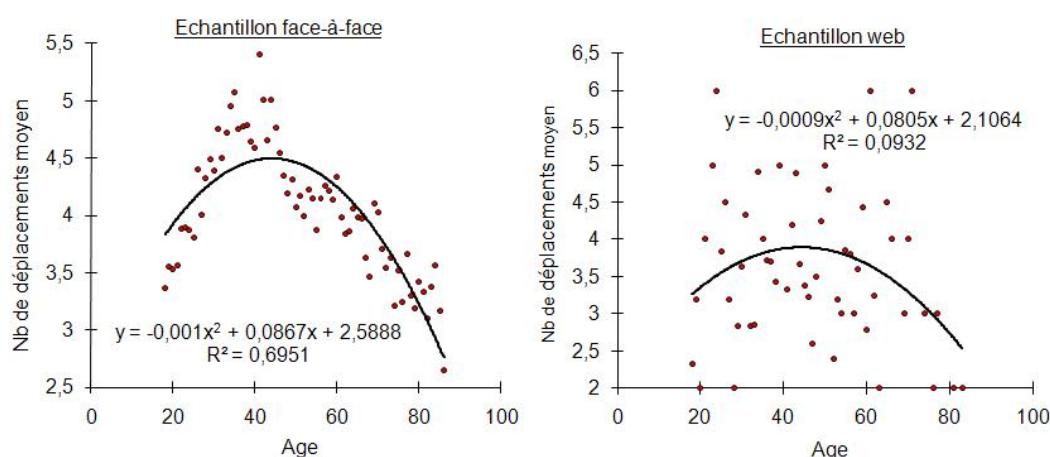 Echantillon face-à-face
5,5
5
4,5
4
3,5
3
2,5
Nb de déplacements moyen
y = -0,001x² + 0,0867x + 2,5888
R² = 0,6951
0 20 40 60 80 100
Age
Echantillon web
6,5
6
5,5
5
4,5
4
3,5
3
2,5
2
Nb de déplacements moyen
y = -0,0009x² + 0,0805x + 2,1064
R² = 0,0932
0 20 40 60 80 100
Age